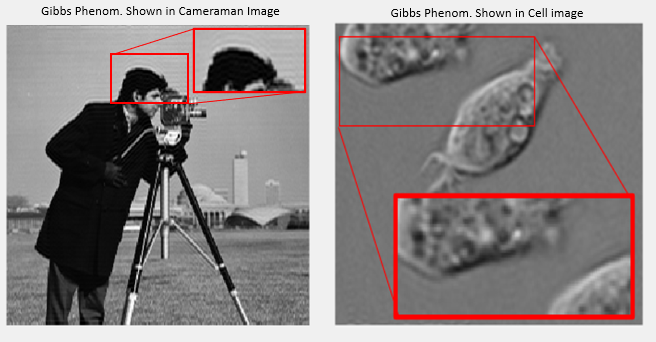 Gibbs Phenom. Shown in Cameraman Image
Gibbs Phenom. Shown in Cell image